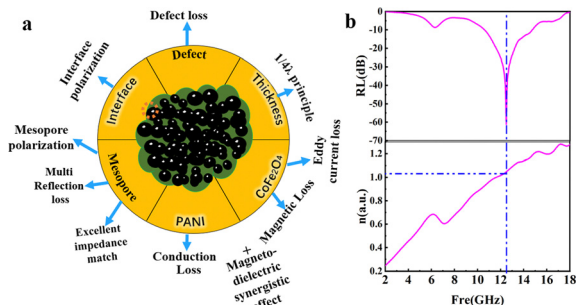 a
Defect loss
Defect
Interface
polarization
Interface
Thickness
1/4λ principle
Mesopore
polarization
Multi
Reflection
loss
Excellent
impedance
match
Mesopore
PANI
CoFe2O4
Eddy
current loss
Magnetic Loss
Conduction
Loss
+
Magneto-
dielectric
synergistic
b
RL(dB)
0
-10
-20
-30
-40
-50
-60
-70
n(a.u.)
1.2
1.0
0.8
0.6
0.4
0.2
2 4 6 8 10 12 14 16 18
Fre(GHz)